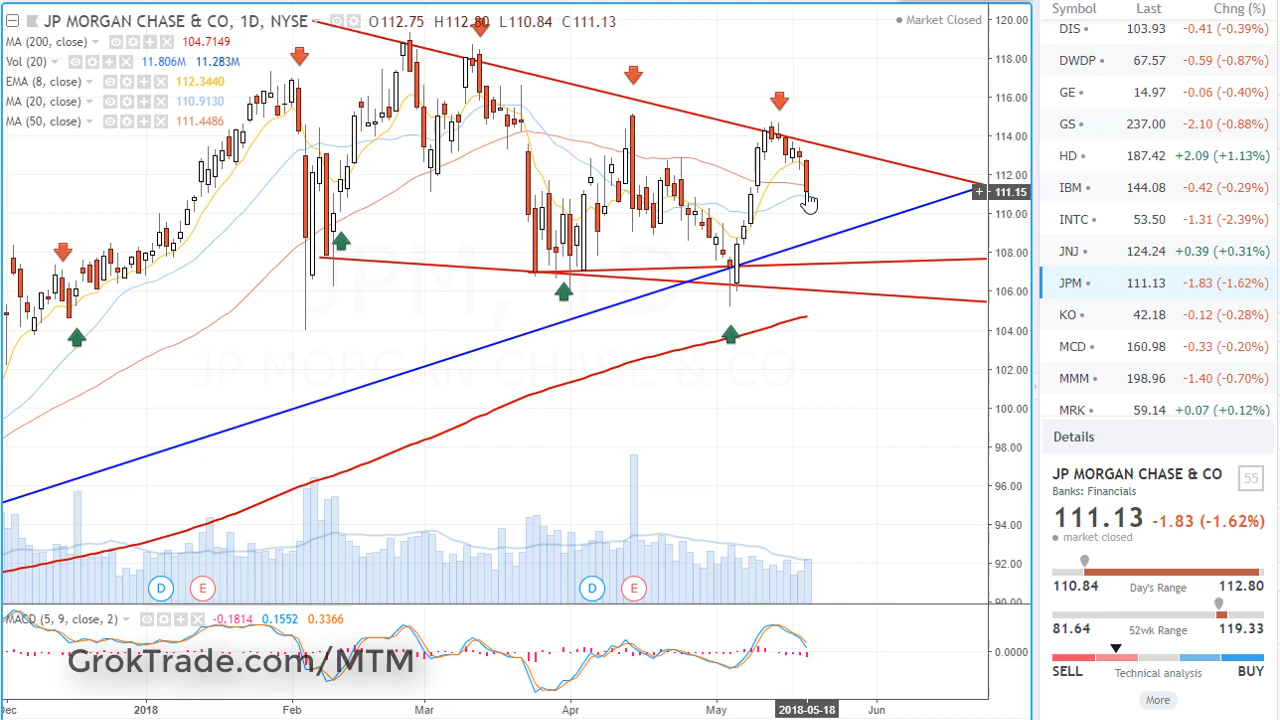 JP MORGAN CHASE & CO, 1D, NYSE O112.75 H112.80 L110.84 C111.13
Market Closed
MA (200, close) 104.7149
Vol (20) 11.806M 11.283M
EMA (8, close) 112.3440
MA (20, close) 110.9130
MA (50, close) 111.4486
JPM, 1D
JP MORGAN CHASE & CO
120.00
118.00
116.00
114.00
112.00
111.15
110.00
108.00
106.00
104.00
102.00
100.00
98.00
96.00
94.00
92.00
90.00
D E D E
MACD (5, 9, close, 2) -0.1814 0.1552 0.3366
0.0000
GrokTrade.com/MTM
Dec 2018 Feb Mar Apr May 2018-05-18 Jun
Symbol Last Chng (%)
DIS 103.93 -0.41 (-0.39%)
DWDP 67.57 -0.59 (-0.87%)
GE 14.97 -0.06 (-0.40%)
GS 237.00 -2.10 (-0.88%)
HD 187.42 +2.09 (+1.13%)
IBM 144.08 -0.42 (-0.29%)
INTC 53.50 -1.31 (-2.39%)
JNJ 124.24 +0.39 (+0.31%)
JPM 111.13 -1.83 (-1.62%)
KO 42.18 -0.12 (-0.28%)
MCD 160.98 -0.33 (-0.20%)
MMM 198.96 -1.40 (-0.70%)
MRK 59.14 +0.07 (+0.12%)
Details
JP MORGAN CHASE & CO 55
Banks: Financials
111.13 -1.83 (-1.62%)
market closed
110.84 Day's Range 112.80
81.64 52wk Range 119.33
SELL Technical analysis BUY
More